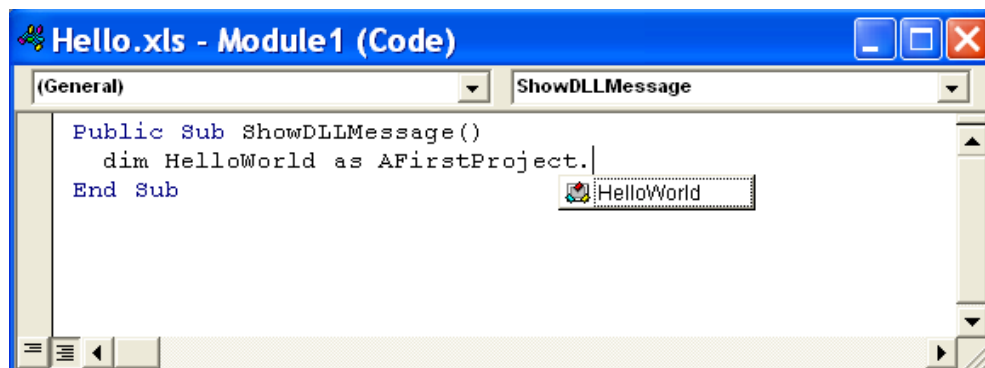 Hello.xls - Module1 (Code)
(General) ShowDLLMessage
Public Sub ShowDLLMessage()
dim HelloWorld as AFirstProject.
HelloWorld
End Sub